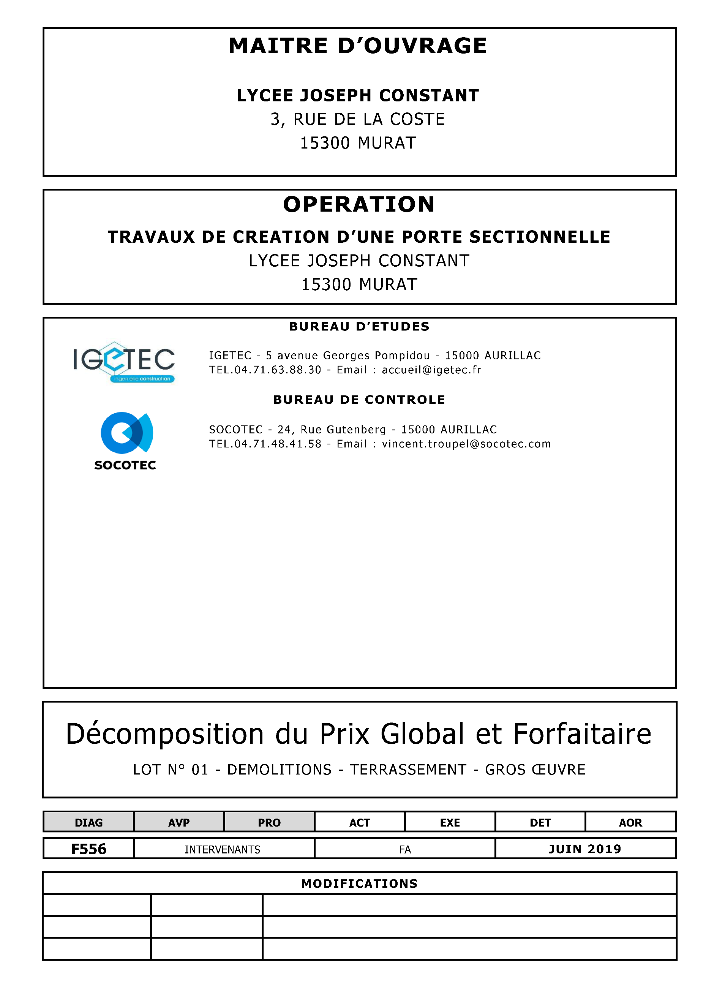 MAITRE D’OUVRAGE
LYCEE JOSEPH CONSTANT
3, RUE DE LA COSTE
15300 MURAT
OPERATION
TRAVAUX DE CREATION D’UNE PORTE SECTIONNELLE
LYCEE JOSEPH CONSTANT
15300 MURAT
BUREAU D’ETUDES
IGETEC
ingenierie construction
IGETEC - 5 avenue Georges Pompidou - 15000 AURILLAC
TEL.04.71.63.88.30 - Email : accueil@igetec.fr
BUREAU DE CONTROLE
SOCOTEC
SOCOTEC - 24, Rue Gutenberg - 15000 AURILLAC
TEL.04.71.48.41.58 - Email : vincent.troupel@socotec.com
Décomposition du Prix Global et Forfaitaire
LOT N° 01 - DEMOLITIONS - TERRASSEMENT - GROS ŒUVRE
DIAG AVP PRO ACT EXE DET AOR
F556 INTERVENANTS FA JUIN 2019
MODIFICATIONS